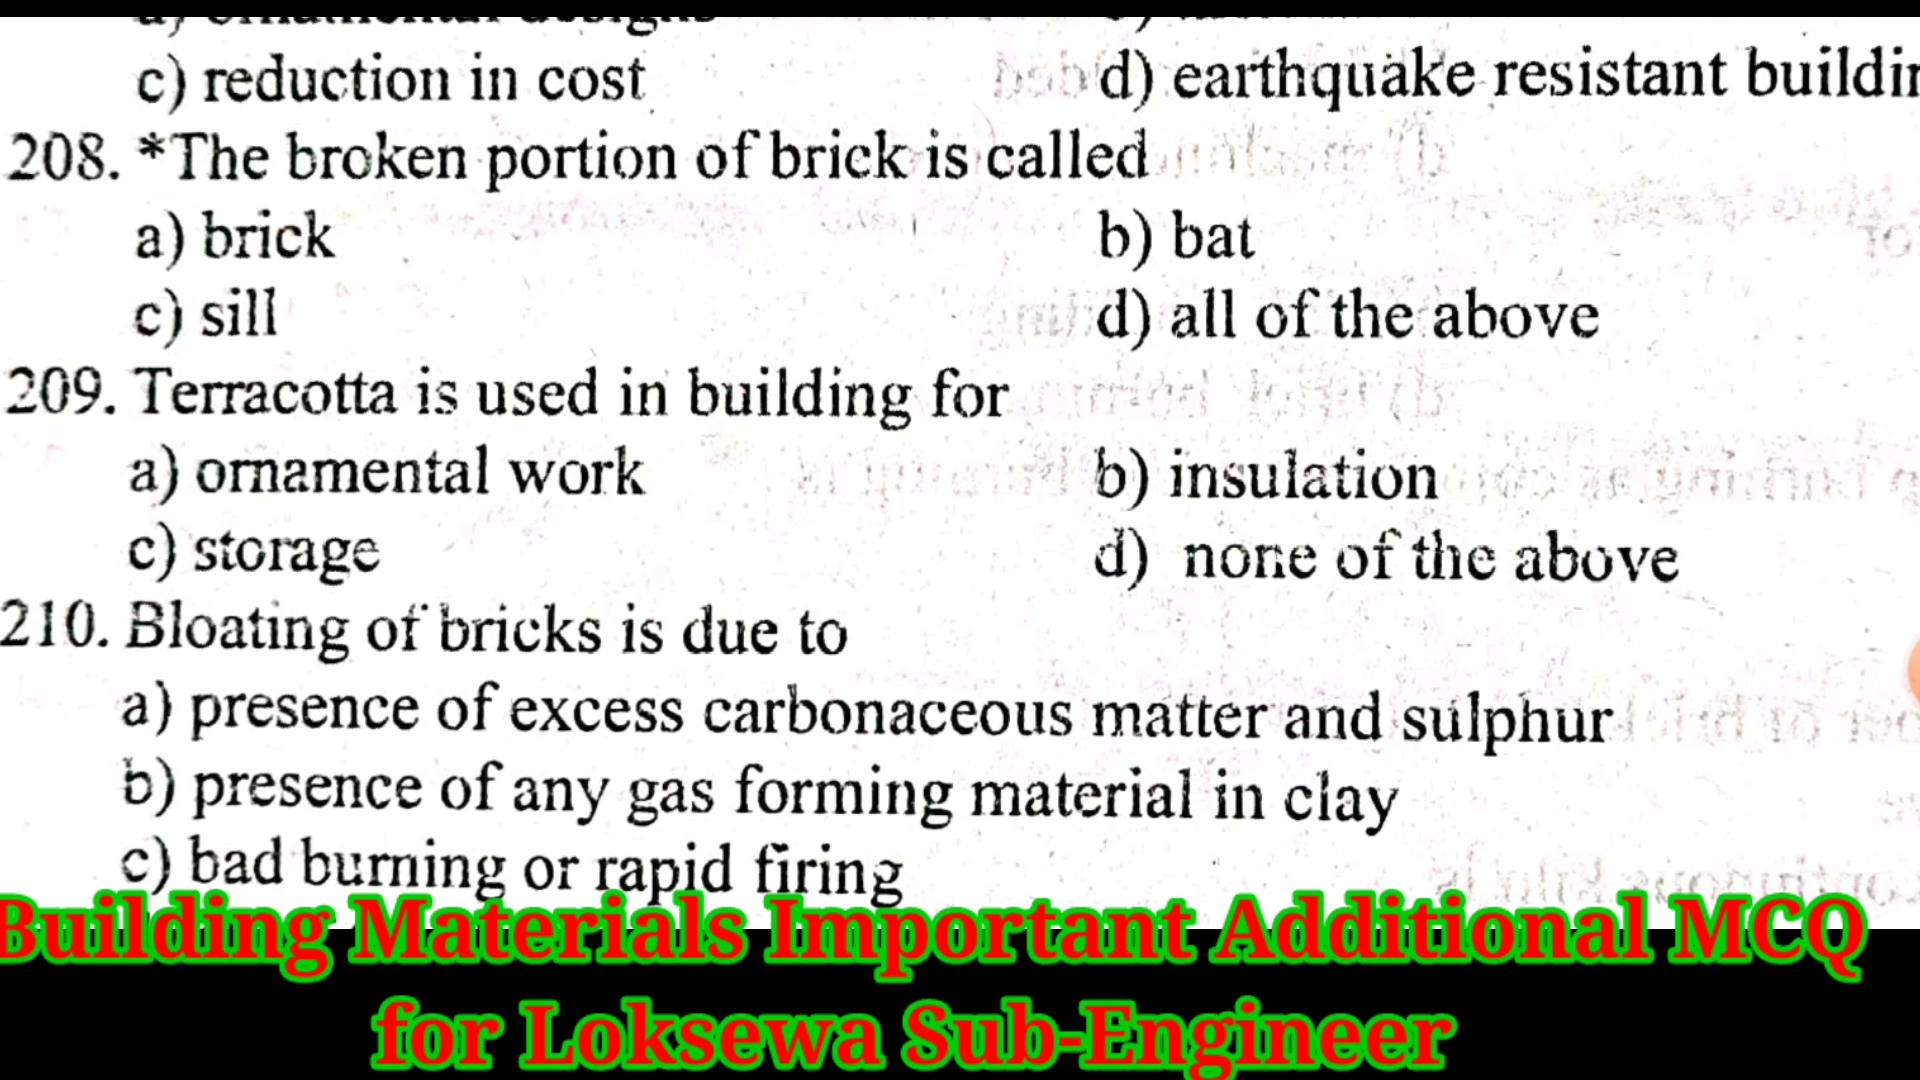 a) ornamental designs
c) reduction in cost d) earthquake resistant buildin
208. *The broken portion of brick is called
a) brick b) bat
c) sill d) all of the above
209. Terracotta is used in building for
a) ornamental work b) insulation
c) storage d) none of the above
210. Bloating of bricks is due to
a) presence of excess carbonaceous matter and sulphur
b) presence of any gas forming material in clay
c) bad burning or rapid firing
Building Materials Important Additional MCQ
for Loksewa Sub-Engineer